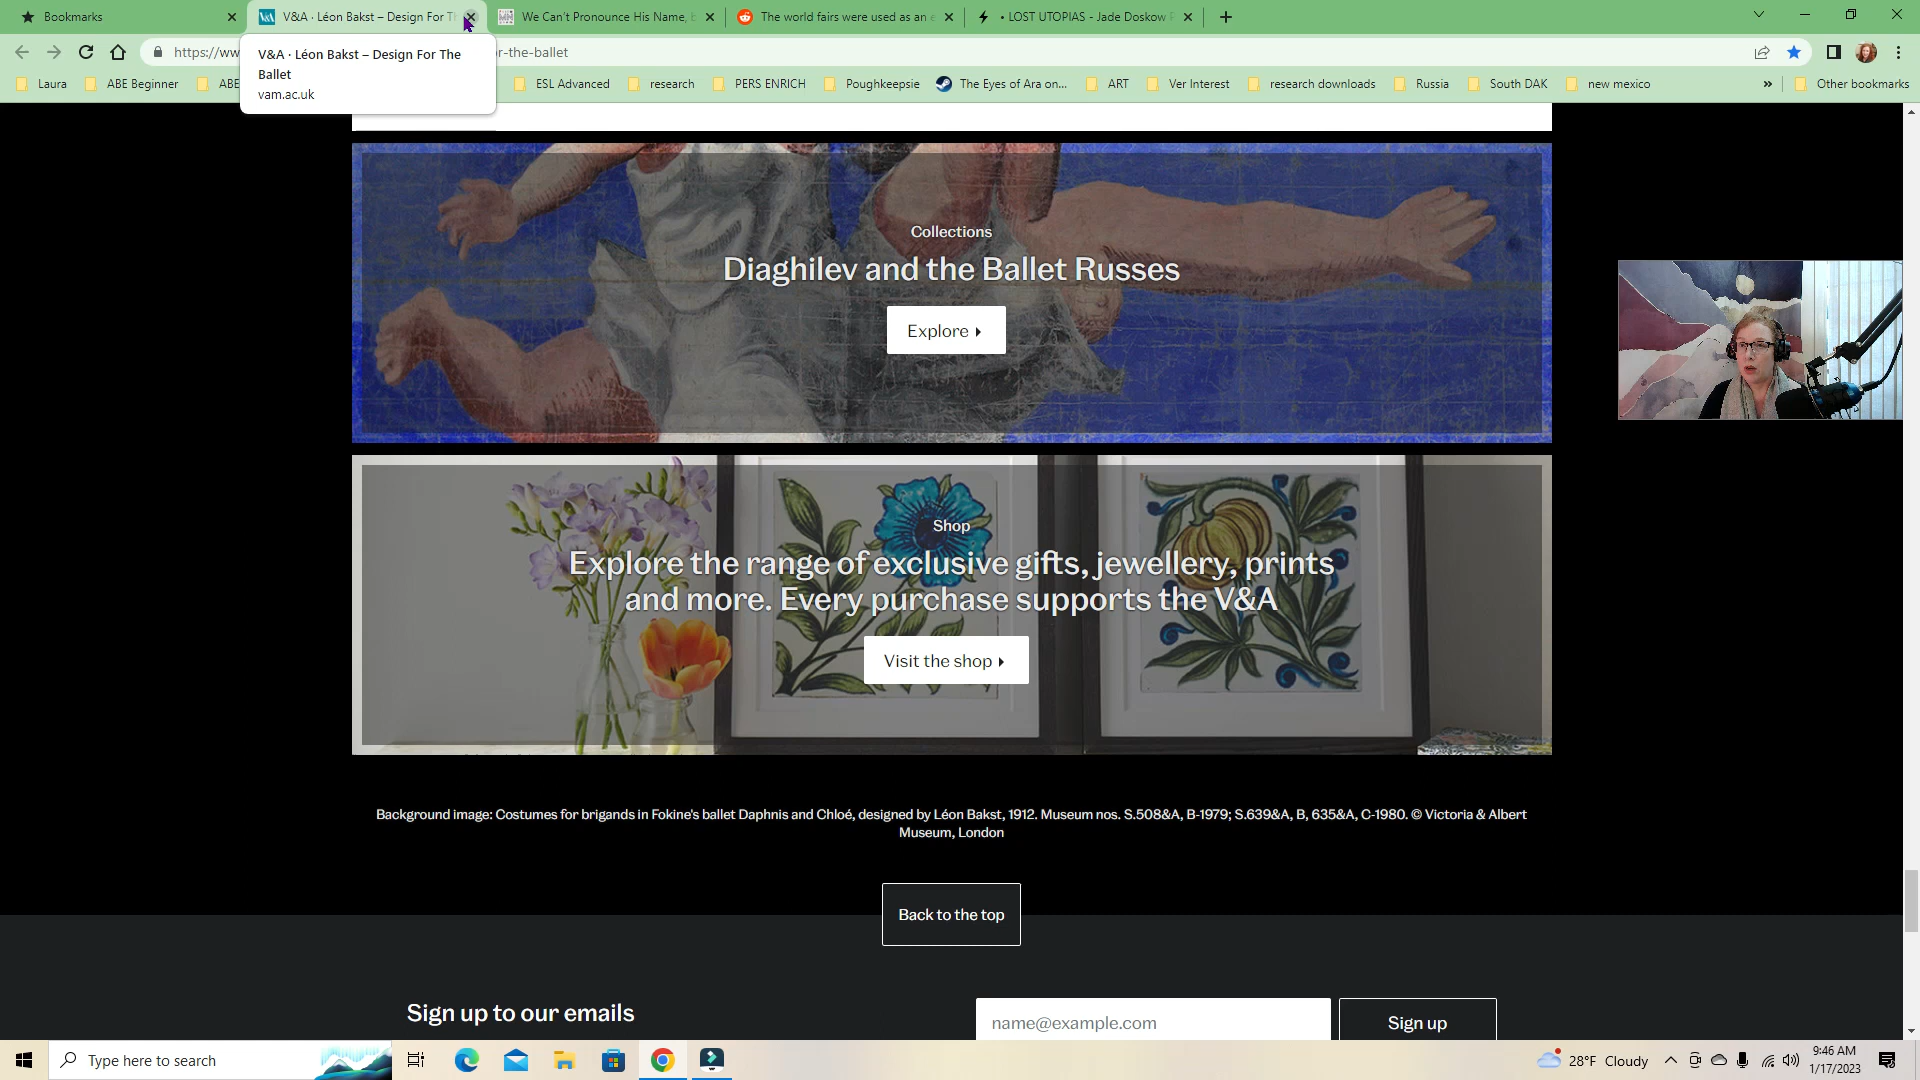 Bookmarks
V&A · Léon Bakst – Design For Th
We Can't Pronounce His Name, b
The world fairs were used as an e
• LOST UTOPIAS - Jade Doskow P
https://ww
r-the-ballet
V&A · Léon Bakst – Design For The
Ballet
vam.ac.uk
Laura
ABE Beginner
ABE
ESL Advanced
research
PERS ENRICH
Poughkeepsie
The Eyes of Ara on...
ART
Ver Interest
research downloads
Russia
South DAK
new mexico
»
Other bookmarks
Collections
Diaghilev and the Ballet Russes
Explore
Shop
Explore the range of exclusive gifts, jewellery, prints
and more. Every purchase supports the V&A
Visit the shop
Background image: Costumes for brigands in Fokine's ballet Daphnis and Chloé, designed by Léon Bakst, 1912. Museum nos. S.508&A, B-1979; S.639&A, B, 635&A, C-1980. © Victoria & Albert
Museum, London
Back to the top
Sign up to our emails
name@example.com
Sign up
Type here to search
28°F Cloudy
9:46 AM
1/17/2023